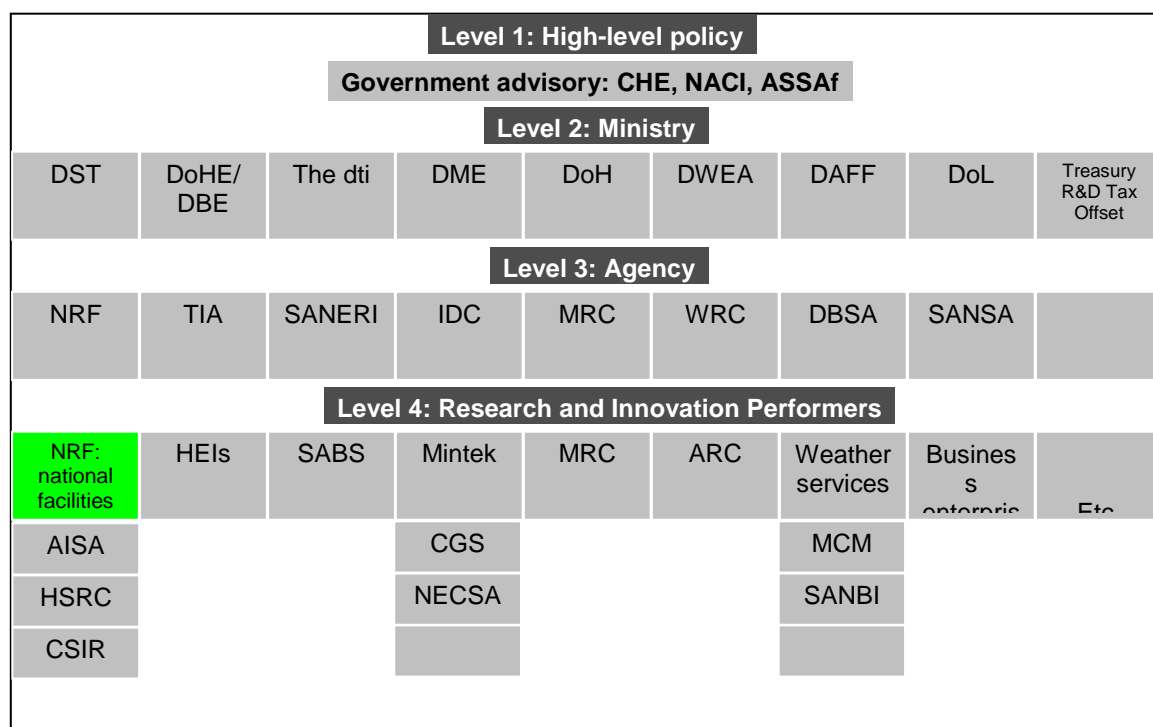 Level 1: High-level policy
Government advisory: CHE, NACI, ASSAf
Level 2: Ministry
DST
DoHE/
DBE
The dti
DME
DoH
DWEA
DAFF
DoL
Treasury
R&D Tax
Offset
Level 3: Agency
NRF
TIA
SANERI
IDC
MRC
WRC
DBSA
SANSA
Level 4: Research and Innovation Performers
NRF:
national
facilities
HEIs
SABS
Mintek
MRC
ARC
Weather
services
Busines
s
enterpris
Etc
AISA
CGS
MCM
HSRC
NECSA
SANBI
CSIR